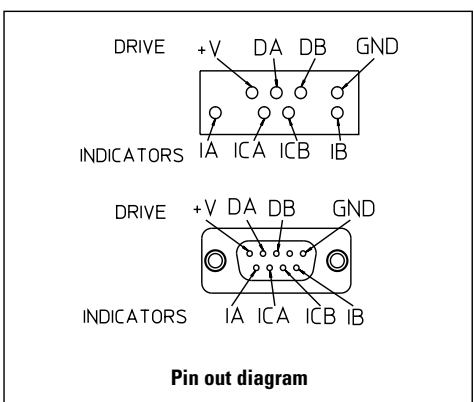 DRIVE +V DA DB GND
INDICATORS IA ICA ICB IB
DRIVE +V DA DB GND
INDICATORS IA ICA ICB IB
Pin out diagram